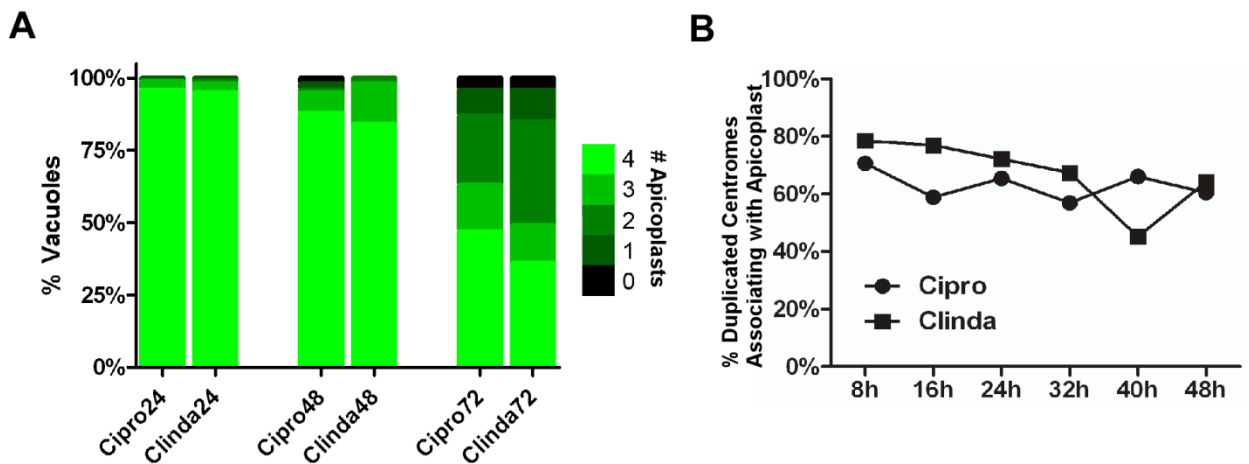 A
% Vacuoles
100%
75%
50%
25%
0%
Cipro24
Clinda24
Cipro48
Clinda48
Cipro72
Clinda72
4
3
2
1
0
# Apicoplasts
B
% Duplicated Centromes
Associating with Apicoplast
100%
80%
60%
40%
20%
0%
Cipro
Clinda
8h
16h
24h
32h
40h
48h